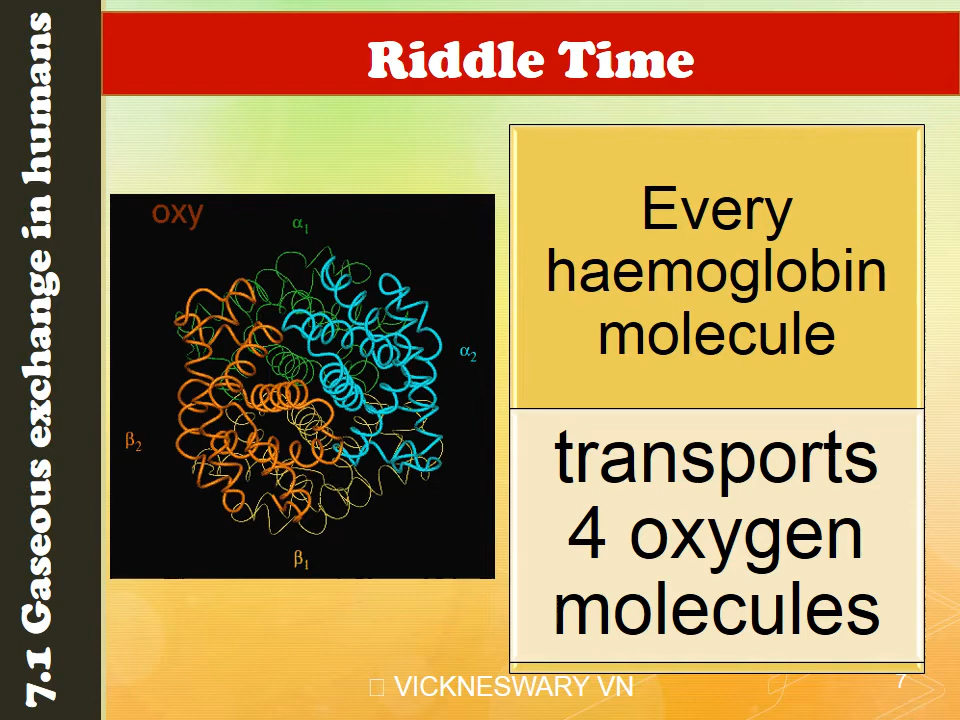 7.1 Gaseous exchange in humans
Riddle Time
oxy
α1
α2
β2
β1
Every
haemoglobin
molecule
transports
4 oxygen
molecules
VICKNESWARY VN
7